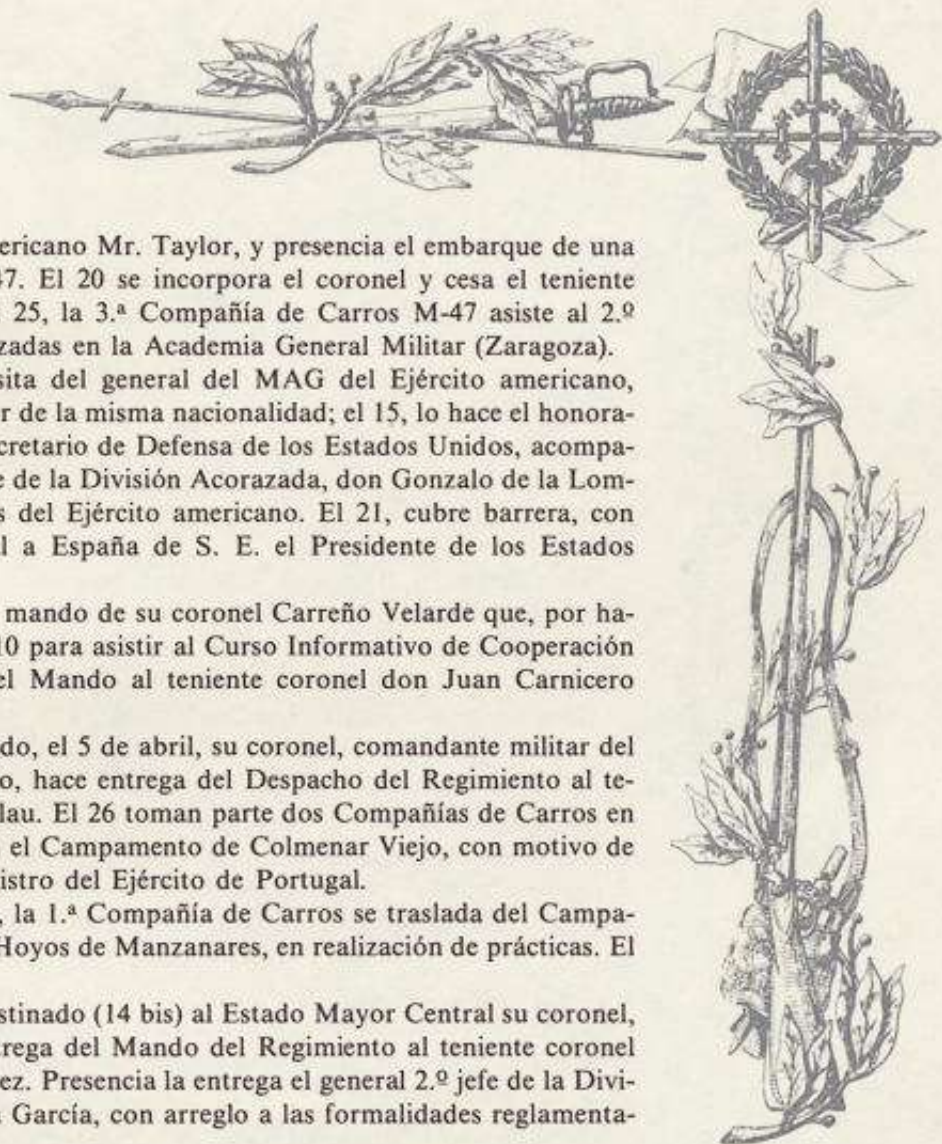 ericano Mr. Taylor, y presencia el embarque de una
47. El 20 se incorpora el coronel y cesa el teniente
25, la 3.ª Compañía de Carros M-47 asiste al 2.º
zadas en la Academia General Militar (Zaragoza).
sita del general del MAG del Ejército americano,
r de la misma nacionalidad; el 15, lo hace el honora-
cretario de Defensa de los Estados Unidos, acompa-
e de la División Acorazada, don Gonzalo de la Lom-
s del Ejército americano. El 21, cubre barrera, con
l a España de S. E. el Presidente de los Estados
mando de su coronel Carreño Velarde que, por ha-
10 para asistir al Curso Informativo de Cooperación
el Mando al teniente coronel don Juan Carnicero
do, el 5 de abril, su coronel, comandante militar del
o, hace entrega del Despacho del Regimiento al te-
lau. El 26 toman parte dos Compañías de Carros en
el Campamento de Colmenar Viejo, con motivo de
istro del Ejército de Portugal.
, la 1.ª Compañía de Carros se traslada del Campa-
Hoyos de Manzanares, en realización de prácticas. El
stinado (14 bis) al Estado Mayor Central su coronel,
trega del Mando del Regimiento al teniente coronel
ez. Presencia la entrega el general 2.º jefe de la Divi-
García, con arreglo a las formalidades reglamenta-